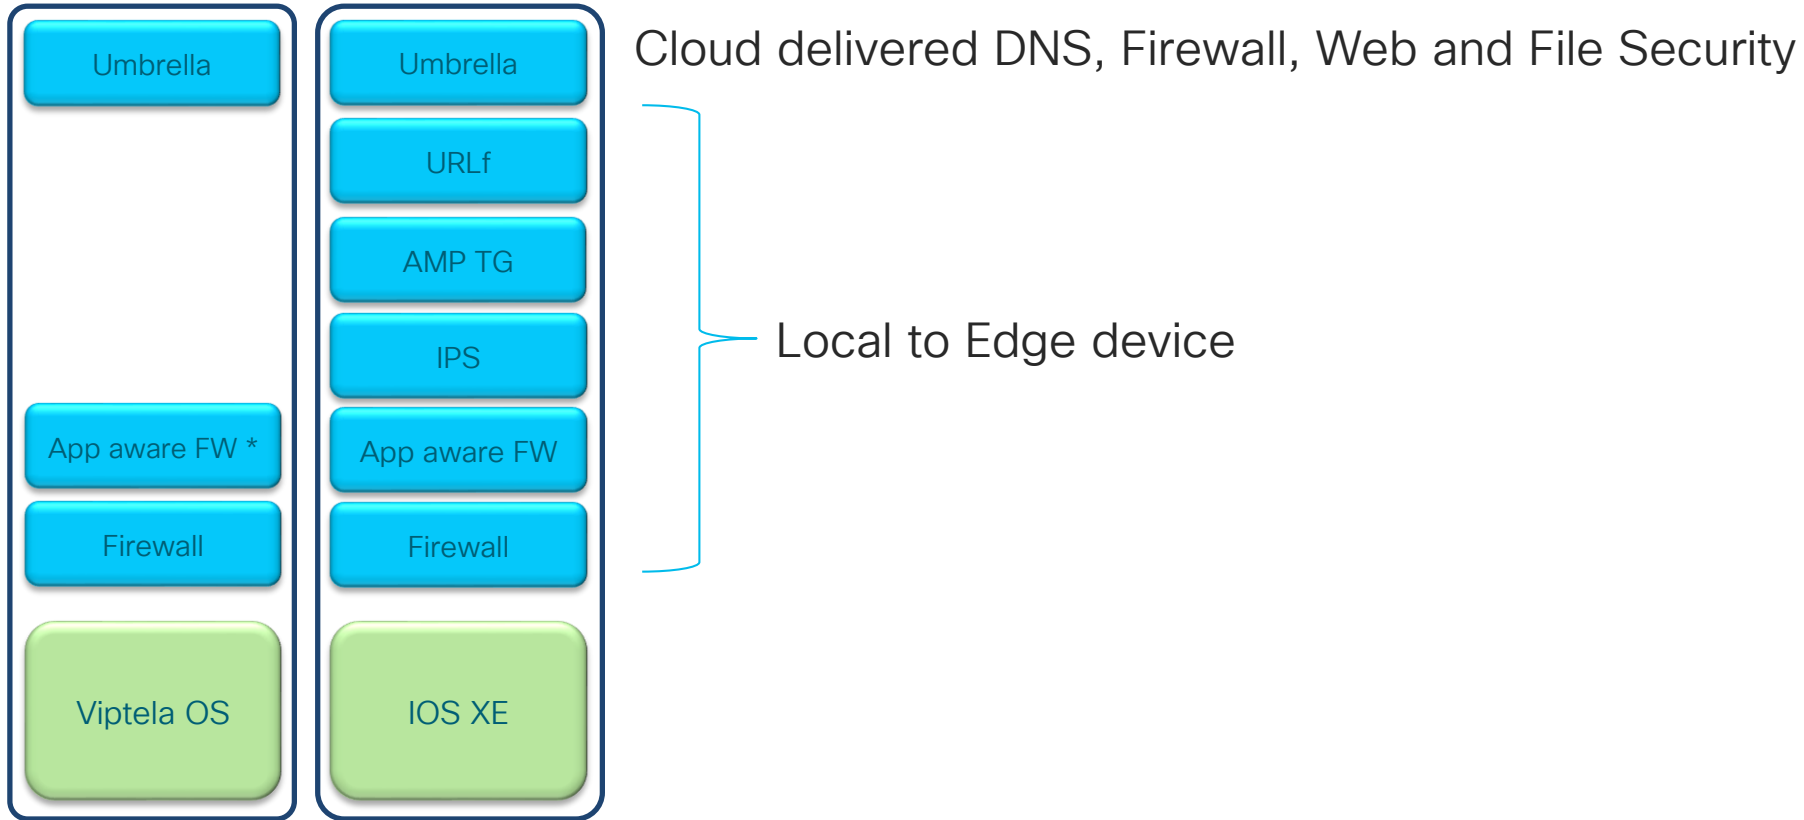 Umbrella
App aware FW *
Firewall
Viptela OS
Umbrella
URLf
AMP TG
IPS
App aware FW
Firewall
IOS XE
Cloud delivered DNS, Firewall, Web and File Security
Local to Edge device